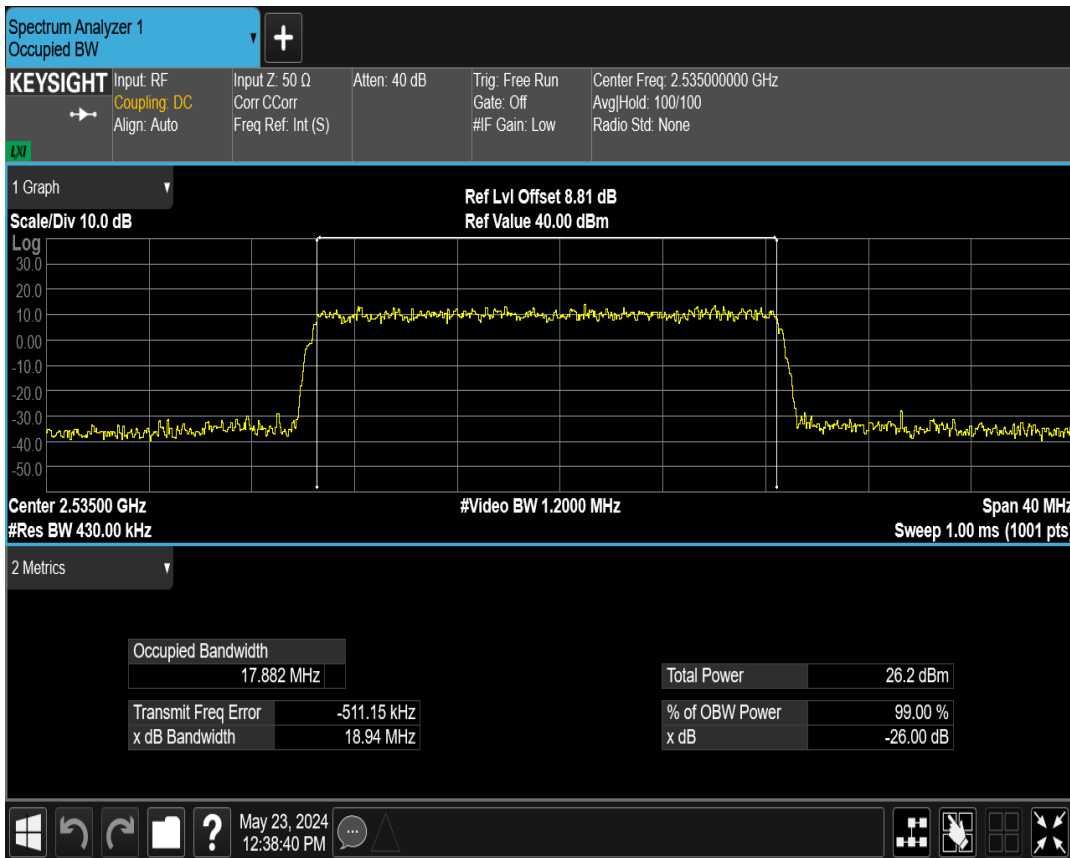 Spectrum Analyzer 1
Occupied BW
+
KEYSIGHT
LXI
Input: RF
Coupling: DC
Align: Auto
Input Z: 50 Ω
Corr CCorr
Freq Ref: Int (S)
Atten: 40 dB
Trig: Free Run
Gate: Off
#IF Gain: Low
Center Freq: 2.535000000 GHz
Avg|Hold: 100/100
Radio Std: None
1 Graph
Scale/Div 10.0 dB
Ref Lvl Offset 8.81 dB
Ref Value 40.00 dBm
Log
30.0
20.0
10.0
0.00
-10.0
-20.0
-30.0
-40.0
-50.0
Center 2.53500 GHz
#Video BW 1.2000 MHz
Span 40 MHz
#Res BW 430.00 kHz
Sweep 1.00 ms (1001 pts)
2 Metrics
Occupied Bandwidth
17.882 MHz
Transmit Freq Error -511.15 kHz
x dB Bandwidth 18.94 MHz
Total Power 26.2 dBm
% of OBW Power 99.00 %
x dB -26.00 dB
?
May 23, 2024
12:38:40 PM